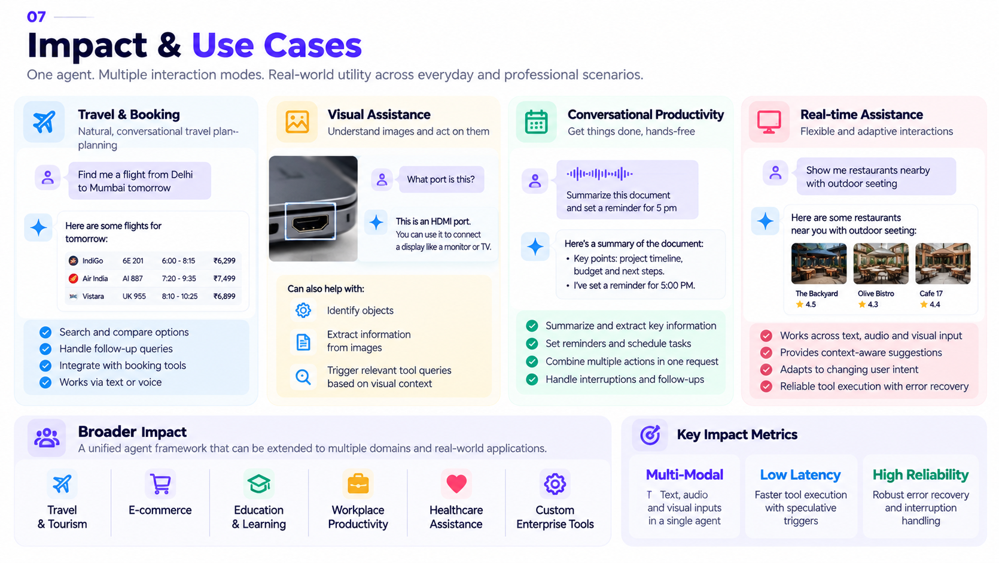 07
Impact & Use Cases
One agent. Multiple interaction modes. Real-world utility across everyday and professional scenarios.
Travel & Booking
Natural, conversational travel plan--
planning
Find me a flight from Delhi
to Mumbai tomorrow
Here are some flights for
tomorrow:
IndiGo 6E 201 6:00 - 8:15 ₹6,299
Air India AI 887 7:20 - 9:35 ₹7,499
Vistara UK 955 8:10 - 10:25 ₹6,899
Search and compare options
Handle follow-up queries
Integrate with booking tools
Works via text or voice
Visual Assistance
Understand images and act on them
What port is this?
This is an HDMI port.
You can use it to connect
a display like a monitor or TV.
Can also help with:
Identify objects
Extract information
from images
Trigger relevant tool queries
based on visual context
Conversational Productivity
Get things done, hands-free
Summarize this document
and set a reminder for 5 pm
Here's a summary of the document:
• Key points: project timeline,
budget and next steps.
• I've set a reminder for 5:00 PM.
Summarize and extract key information
Set reminders and schedule tasks
Combine multiple actions in one request
Handle interruptions and follow-ups
Real-time Assistance
Flexible and adaptive interactions
Show me restaurants nearby
with outdoor seeting
Here are some restaurants
near you with outdoor seeting:
The Backyard
4.5
Olive Bistro
4.3
Cafe 17
4.4
Works across text, audio and visual input
Provides context-aware suggestions
Adapts to changing user intent
Reliable tool execution with error recovery
Broader Impact
A unified agent framework that can be extended to multiple domains and real-world applications.
Travel
& Tourism
E-commerce
Education
& Learning
Workplace
Productivity
Healthcare
Assistance
Custom
Enterprise Tools
Key Impact Metrics
Multi-Modal
T Text, audio
and visual inputs
in a single agent
Low Latency
Faster tool execution
with speculative
triggers
High Reliability
Robust error recovery
and interruption
handling